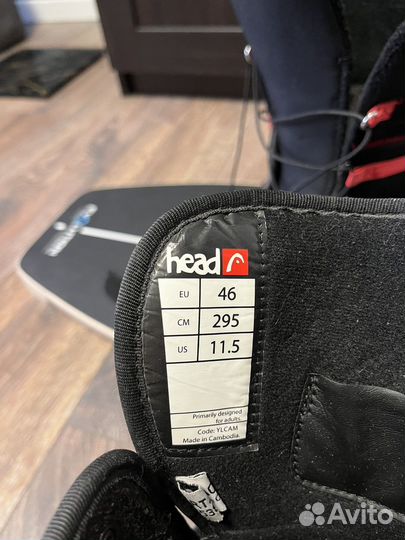 head
EU 46
CM 295
US 11.5
Primarily designed
for adults.
Code: YLCAM
Made in Cambodia
Avito